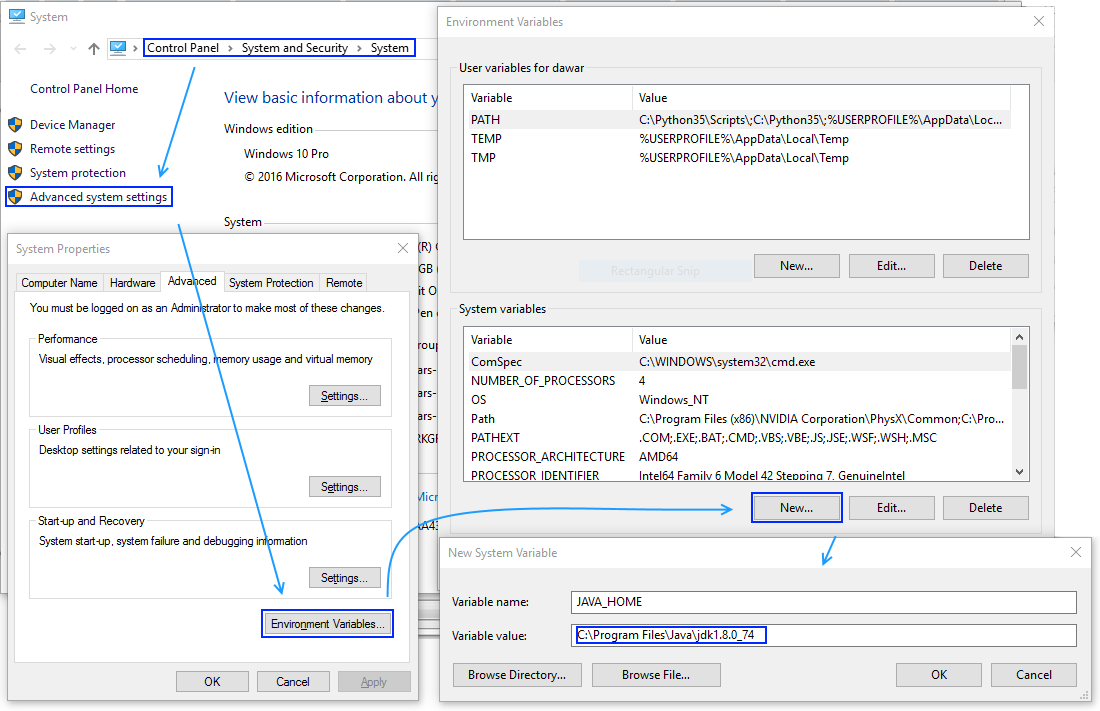 System
Control Panel > System and Security > System
Control Panel Home
Device Manager
Remote settings
System protection
Advanced system settings
View basic information about y
Windows edition
Windows 10 Pro
© 2016 Microsoft Corporation. All rig
System
System Properties
Computer Name Hardware Advanced System Protection Remote
You must be logged on as an Administrator to make most of these changes.
Performance
Visual effects, processor scheduling, memory usage and virtual memory
Settings...
User Profiles
Desktop settings related to your sign-in
Settings...
Start-up and Recovery
System start-up, system failure and debugging information
Settings...
Environment Variables...
OK Cancel Apply
Environment Variables
User variables for dawar
Variable Value
PATH C:\Python35\Scripts\;C:\Python35\;%USERPROFILE%\AppData\Loc...
TEMP %USERPROFILE%\AppData\Local\Temp
TMP %USERPROFILE%\AppData\Local\Temp
Rectangular Snip
New... Edit... Delete
System variables
Variable Value
ComSpec C:\WINDOWS\system32\cmd.exe
NUMBER_OF_PROCESSORS 4
OS Windows_NT
Path C:\Program Files (x86)\NVIDIA Corporation\PhysX\Common;C:\Pro...
PATHEXT .COM;.EXE;.BAT;.CMD;.VBS;.VBE;.JS;.JSE;.WSF;.WSH;.MSC
PROCESSOR_ARCHITECTURE AMD64
PROCESSOR_IDENTIFIER Intel64 Family 6 Model 42 Stepping 7, GenuineIntel
New... Edit... Delete
New System Variable
Variable name: JAVA_HOME
Variable value: C:\Program Files\Java\jdk1.8.0_74
Browse Directory... Browse File... OK Cancel